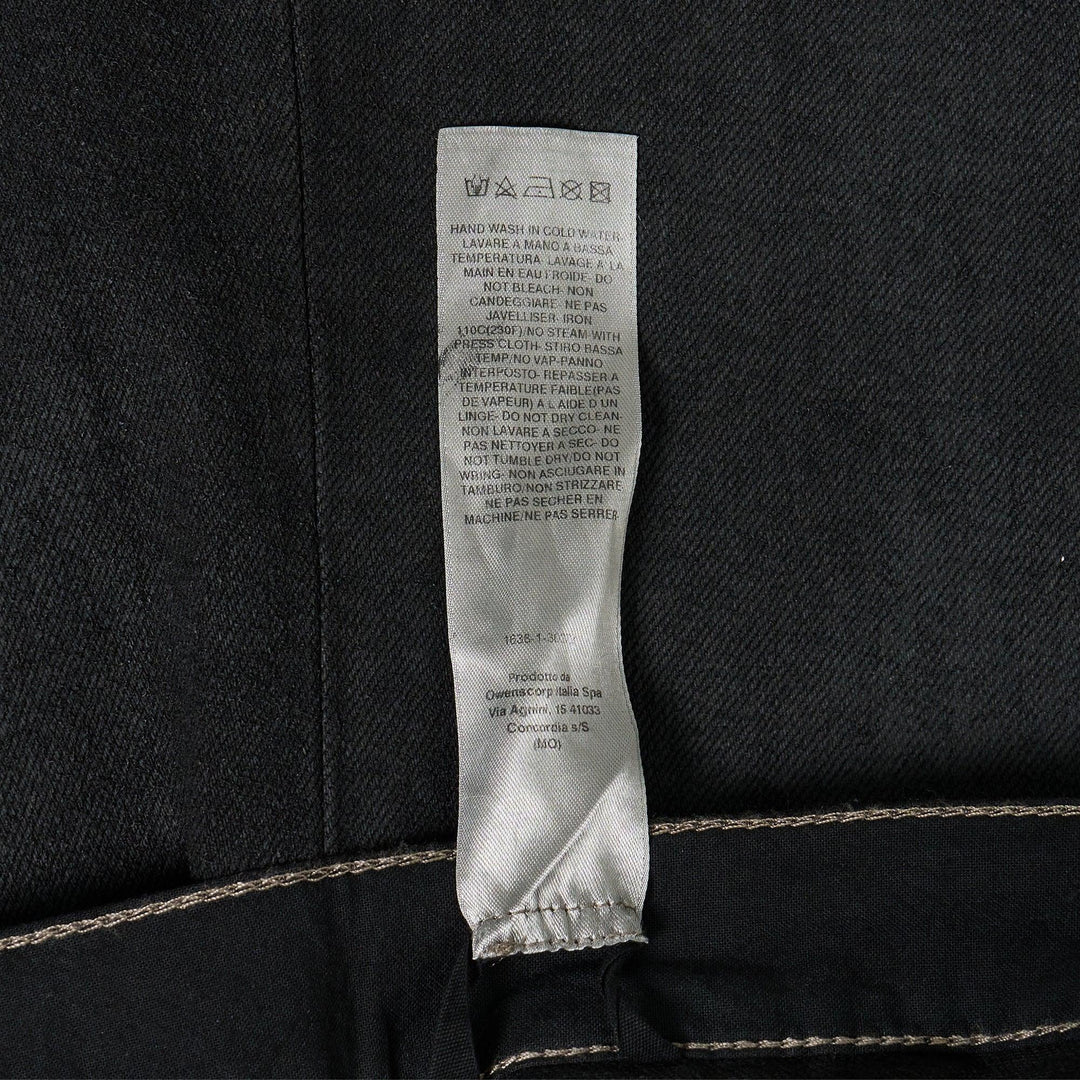 HAND WASH IN COLD WATER-
LAVARE A MANO A BASSA
TEMPERATURA- LAVAGE A LA
MAIN EN EAU FROIDE- DO
NOT BLEACH- NON
CANDEGGIARE- NE PAS
JAVELLISER- IRON
110C(230F)/NO STEAM-WITH
PRESS CLOTH- STIRO BASSA
TEMP/NO VAP-PANNO
INTERPOSTO- REPASSER A
TEMPERATURE FAIBLE(PAS
DE VAPEUR) A L AIDE D UN
LINGE- DO NOT DRY CLEAN-
NON LAVARE A SECCO- NE
PAS NETTOYER A SEC- DO
NOT TUMBLE DRY/DO NOT
WRING- NON ASCIUGARE IN
TAMBURO/NON STRIZZARE
NE PAS SECHER EN
MACHINE/NE PAS SERRER-
Prodotto da
Owenscorp Italia Spa
Via Agnini, 15 41033
Concordia s/S
(MO)